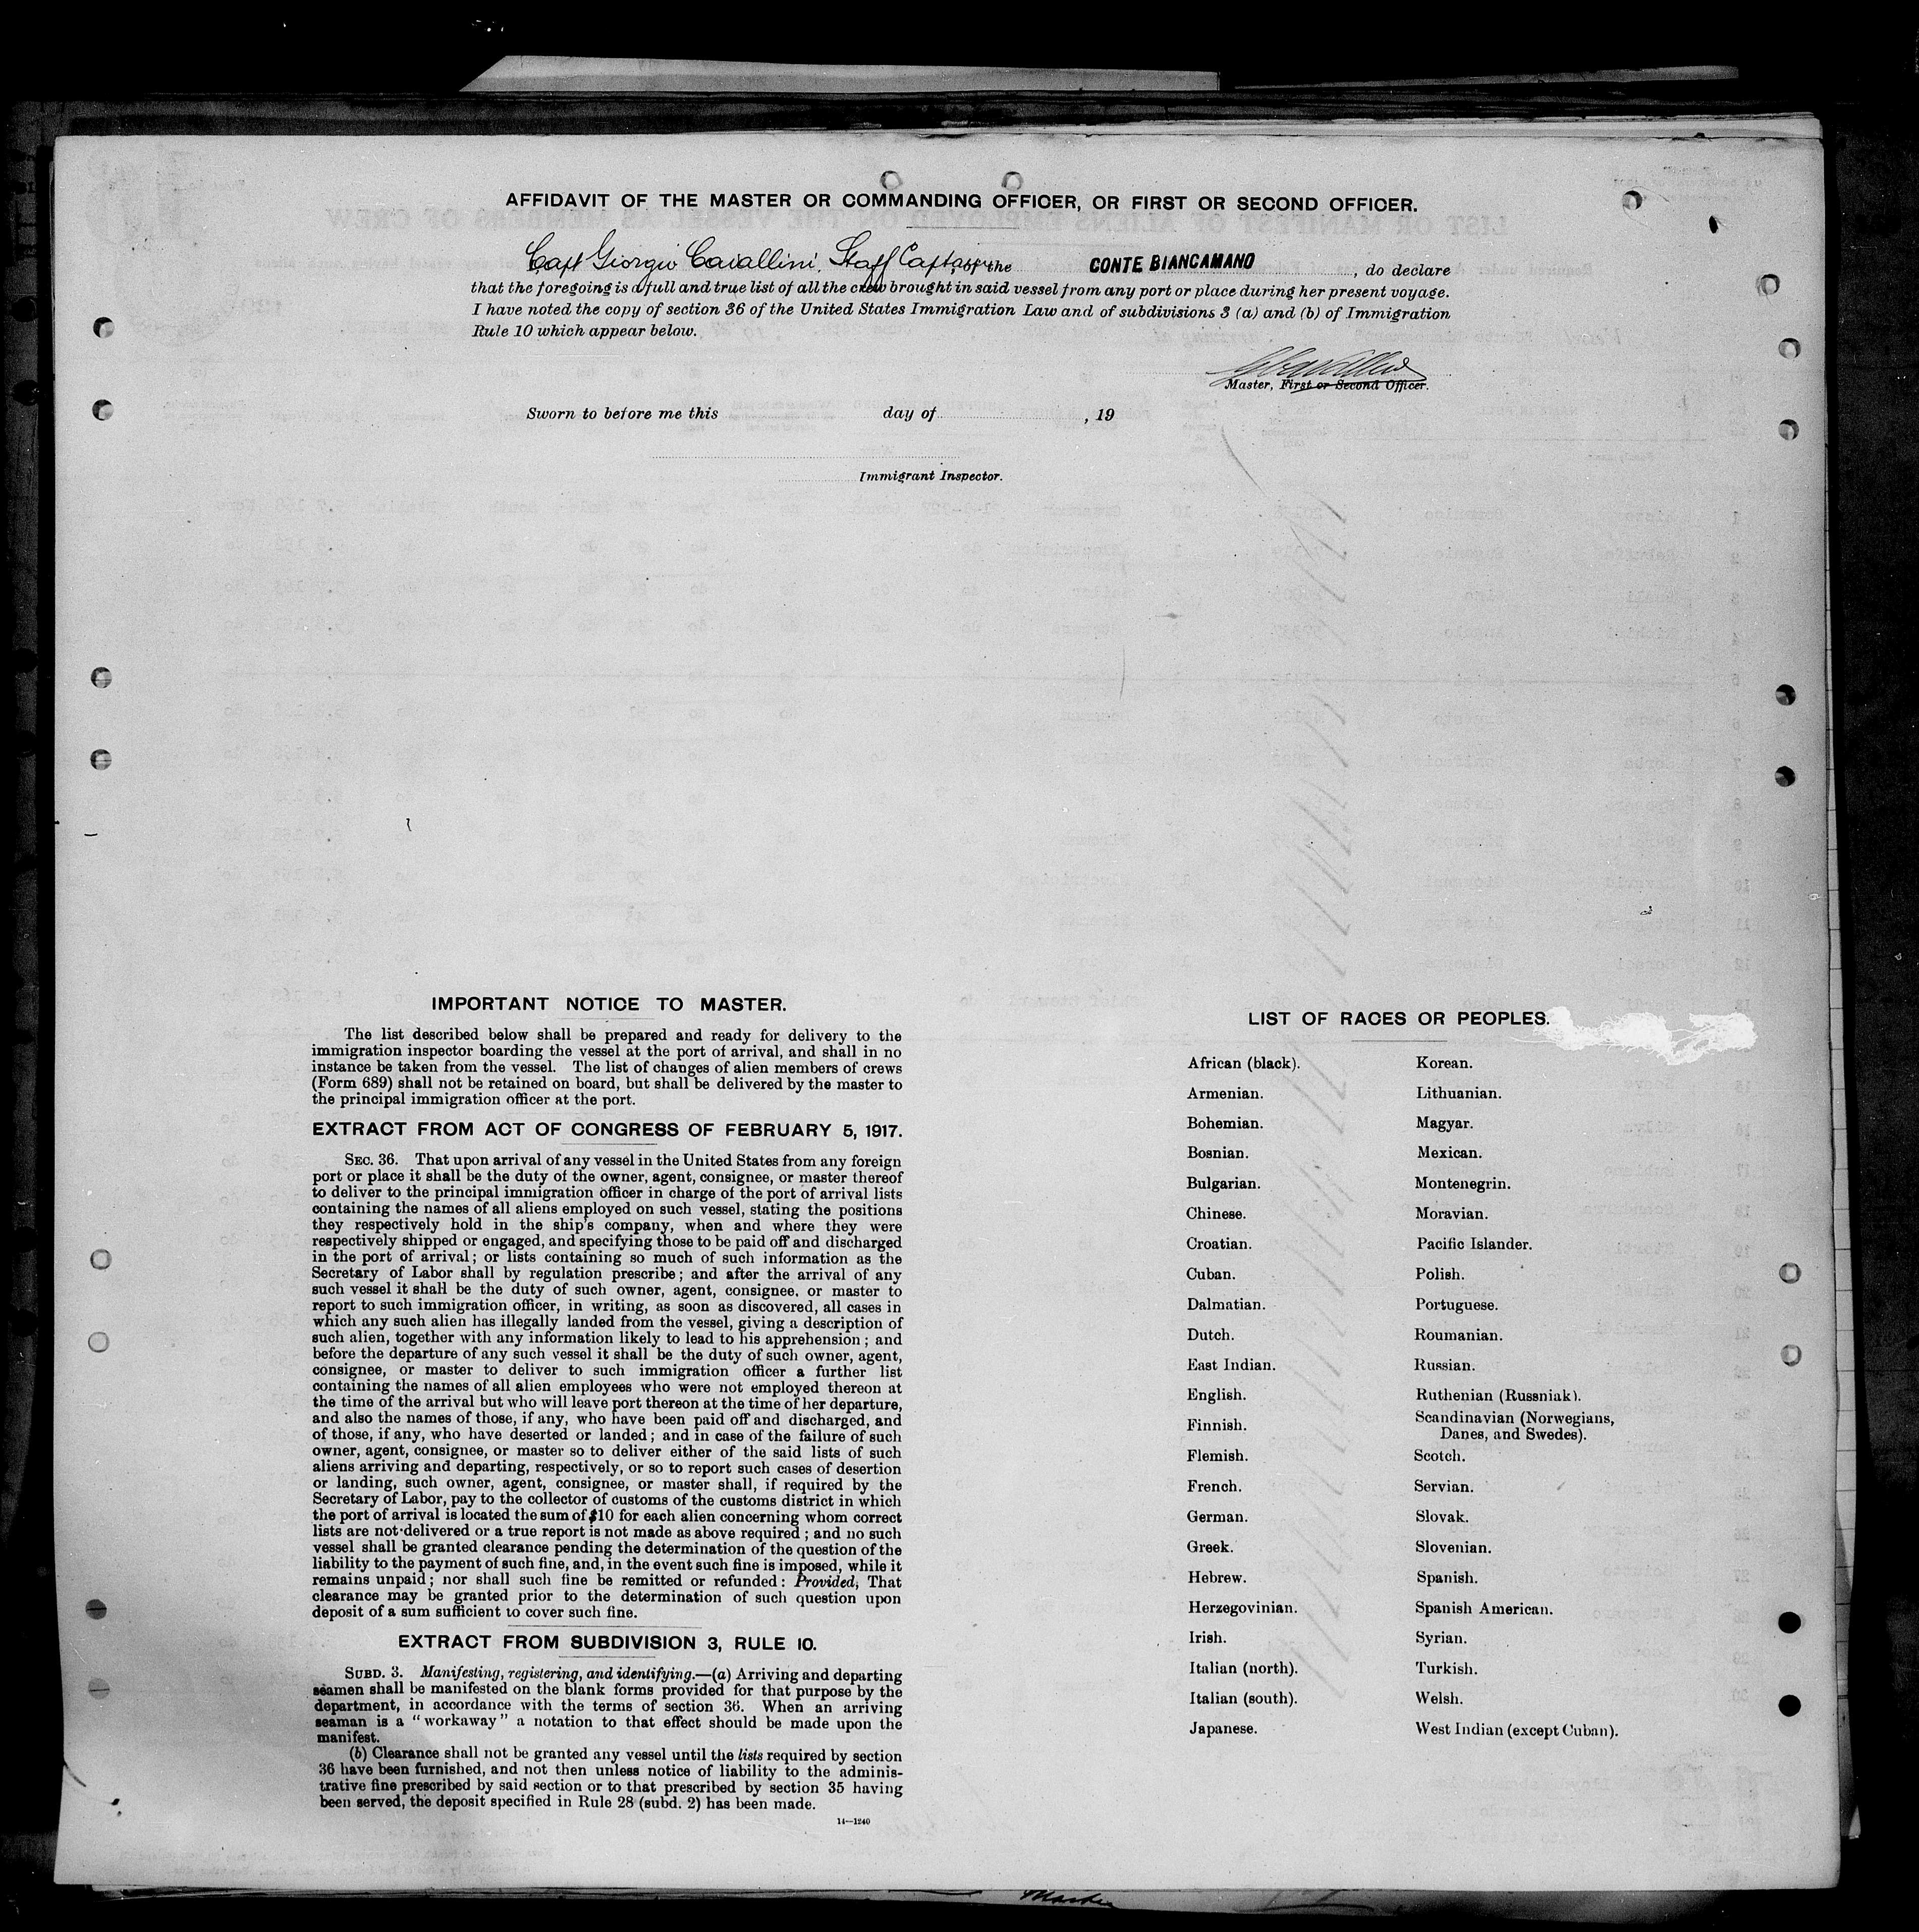 AFFIDAVIT OF THE MASTER OR COMMANDING OFFICER, OR FIRST OR SECOND OFFICER.
Capt Giorgio Cavallini, Staff Captain, of the CONTE BIANCAMANO, do declare
that the foregoing is a full and true list of all the crew brought in said vessel from any port or place during her present voyage.
I have noted the copy of section 36 of the United States Immigration Law and of subdivisions 3 (a) and (b) of Immigration
Rule 10 which appear below.
Master, First or Second Officer.
Sworn to before me this day of , 19
Immigrant Inspector.
IMPORTANT NOTICE TO MASTER.
The list described below shall be prepared and ready for delivery to the
immigration inspector boarding the vessel at the port of arrival, and shall in no
instance be taken from the vessel. The list of changes of alien members of crews
(Form 689) shall not be retained on board, but shall be delivered by the master to
the principal immigration officer at the port.
EXTRACT FROM ACT OF CONGRESS OF FEBRUARY 5, 1917.
SEC. 36. That upon arrival of any vessel in the United States from any foreign
port or place it shall be the duty of the owner, agent, consignee, or master thereof
to deliver to the principal immigration officer in charge of the port of arrival lists
containing the names of all aliens employed on such vessel, stating the positions
they respectively hold in the ship's company, when and where they were
respectively shipped or engaged, and specifying those to be paid off and discharged
in the port of arrival; or lists containing so much of such information as the
Secretary of Labor shall by regulation prescribe; and after the arrival of any
such vessel it shall be the duty of such owner, agent, consignee, or master to
report to such immigration officer, in writing, as soon as discovered, all cases in
which any such alien has illegally landed from the vessel, giving a description of
such alien, together with any information likely to lead to his apprehension; and
before the departure of any such vessel it shall be the duty of such owner, agent,
consignee, or master to deliver to such immigration officer a further list
containing the names of all alien employees who were not employed thereon at
the time of the arrival but who will leave port thereon at the time of her departure,
and also the names of those, if any, who have been paid off and discharged, and
of those, if any, who have deserted or landed; and in case of the failure of such
owner, agent, consignee, or master so to deliver either of the said lists of such
aliens arriving and departing, respectively, or so to report such cases of desertion
or landing, such owner, agent, consignee, or master shall, if required by the
Secretary of Labor, pay to the collector of customs of the customs district in which
the port of arrival is located the sum of $10 for each alien concerning whom correct
lists are not delivered or a true report is not made as above required; and no such
vessel shall be granted clearance pending the determination of the question of the
liability to the payment of such fine, and, in the event such fine is imposed, while it
remains unpaid; nor shall such fine be remitted or refunded: Provided, That
clearance may be granted prior to the determination of such question upon
deposit of a sum sufficient to cover such fine.
EXTRACT FROM SUBDIVISION 3, RULE 10.
SUBD. 3. Manifesting, registering, and identifying.—(a) Arriving and departing
seamen shall be manifested on the blank forms provided for that purpose by the
department, in accordance with the terms of section 36. When an arriving
seaman is a "workaway" a notation to that effect should be made upon the
manifest.
(b) Clearance shall not be granted any vessel until the lists required by section
36 have been furnished, and not then unless notice of liability to the adminis-
trative fine prescribed by said section or to that prescribed by section 35 having
been served, the deposit specified in Rule 28 (subd. 2) has been made.
14—1240
LIST OF RACES OR PEOPLES.
African (black).
Armenian.
Bohemian.
Bosnian.
Bulgarian.
Chinese.
Croatian.
Cuban.
Dalmatian.
Dutch.
East Indian.
English.
Finnish.
Flemish.
French.
German.
Greek.
Hebrew.
Herzegovinian.
Irish.
Italian (north).
Italian (south).
Japanese.
Korean.
Lithuanian.
Magyar.
Mexican.
Montenegrin.
Moravian.
Pacific Islander.
Polish.
Portuguese.
Roumanian.
Russian.
Ruthenian (Russniak).
Scandinavian (Norwegians,
Danes, and Swedes).
Scotch.
Servian.
Slovak.
Slovenian.
Spanish.
Spanish American.
Syrian.
Turkish.
Welsh.
West Indian (except Cuban).